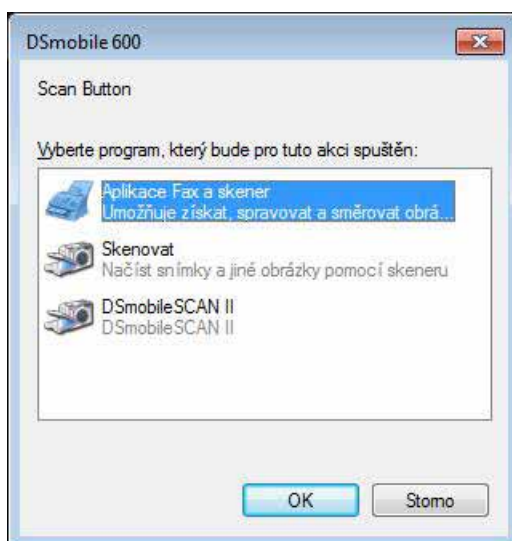 DSmobile 600
Scan Button
Vyberte program, který bude pro tuto akci spuštěn:
Aplikace Fax a skener
Umožňuje získat, spravovat a směrovat obrá...
Skenovat
Načíst snímky a jiné obrázky pomocí skeneru
DSmobileSCAN II
DSmobileSCAN II
OK
Storno